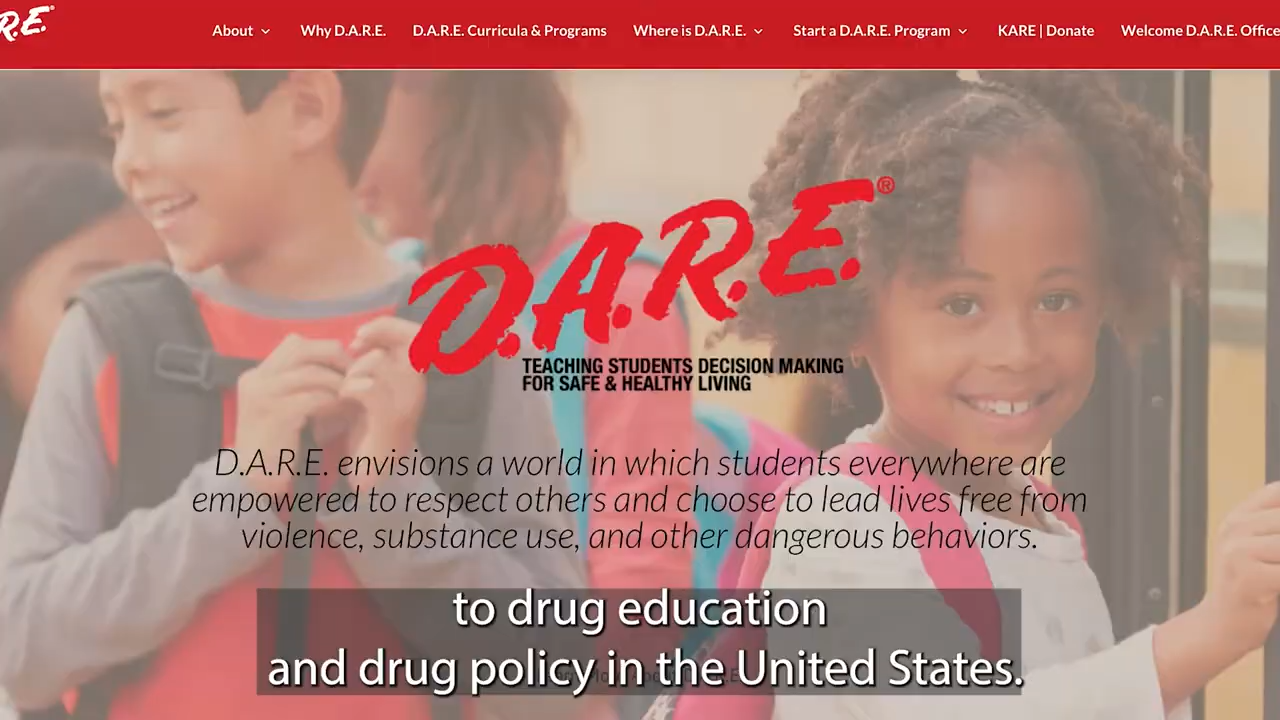 R.E.®
About
Why D.A.R.E.
D.A.R.E. Curricula & Programs
Where is D.A.R.E.
Start a D.A.R.E. Program
KARE | Donate
Welcome D.A.R.E. Office
D.A.R.E.®
TEACHING STUDENTS DECISION MAKING
FOR SAFE & HEALTHY LIVING
D.A.R.E. envisions a world in which students everywhere are
empowered to respect others and choose to lead lives free from
violence, substance use, and other dangerous behaviors.
to drug education
and drug policy in the United States.